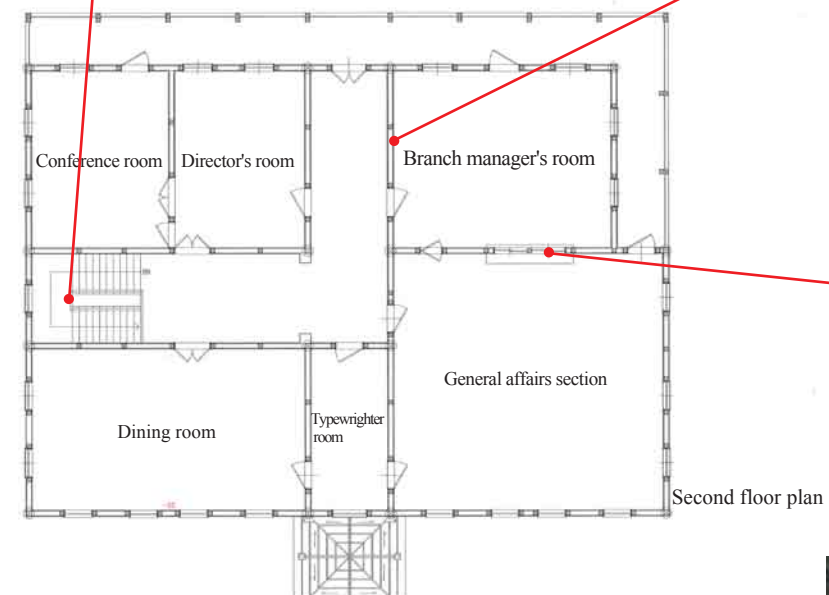 Conference room
Director's room
Branch manager's room
General affairs section
Dining room
Typewrighter
room
Second floor plan